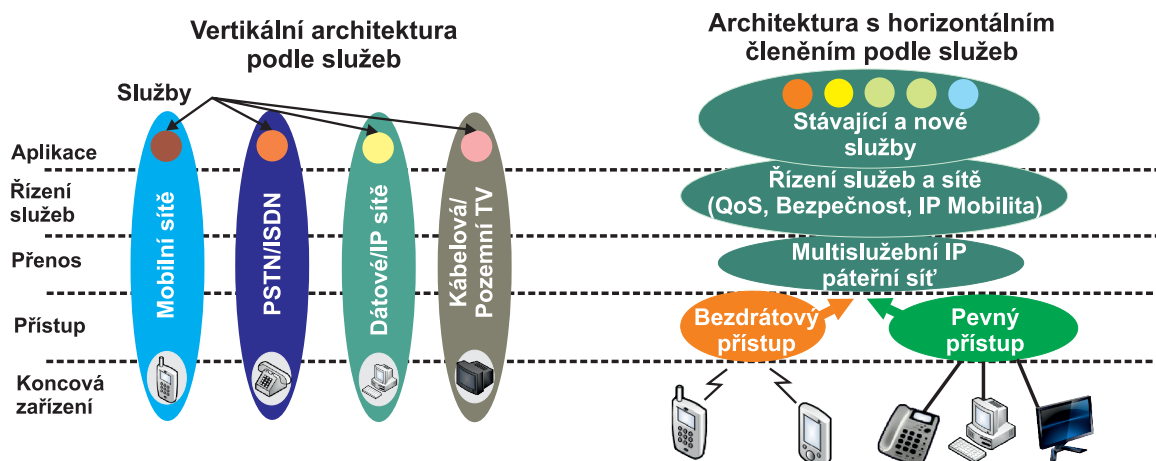 Vertikální architektura
podle služeb
Služby
Aplikace
Řízení
služeb
Přenos
Přístup
Koncová
zařízení
Mobilní sítě
PSTN/ISDN
Dátové/IP sítě
Kábelová/
Pozemní TV
Architektura s horizontálním
členěním podle služeb
Stávající a nové
služby
Řízení služeb a sítě
(QoS, Bezpečnost, IP Mobilita)
Multislužební IP
páteřní síť
Bezdrátový
přístup
Pevný
přístup